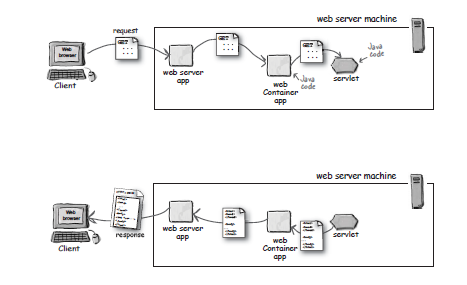 web server machine
request
GET
GET
GET
Web
browser
Java
code
web server
app
servlet
Client
web
Container
app
Java
code
web server machine
Web
browser
response
web server
app
web
Container
app
servlet
Client